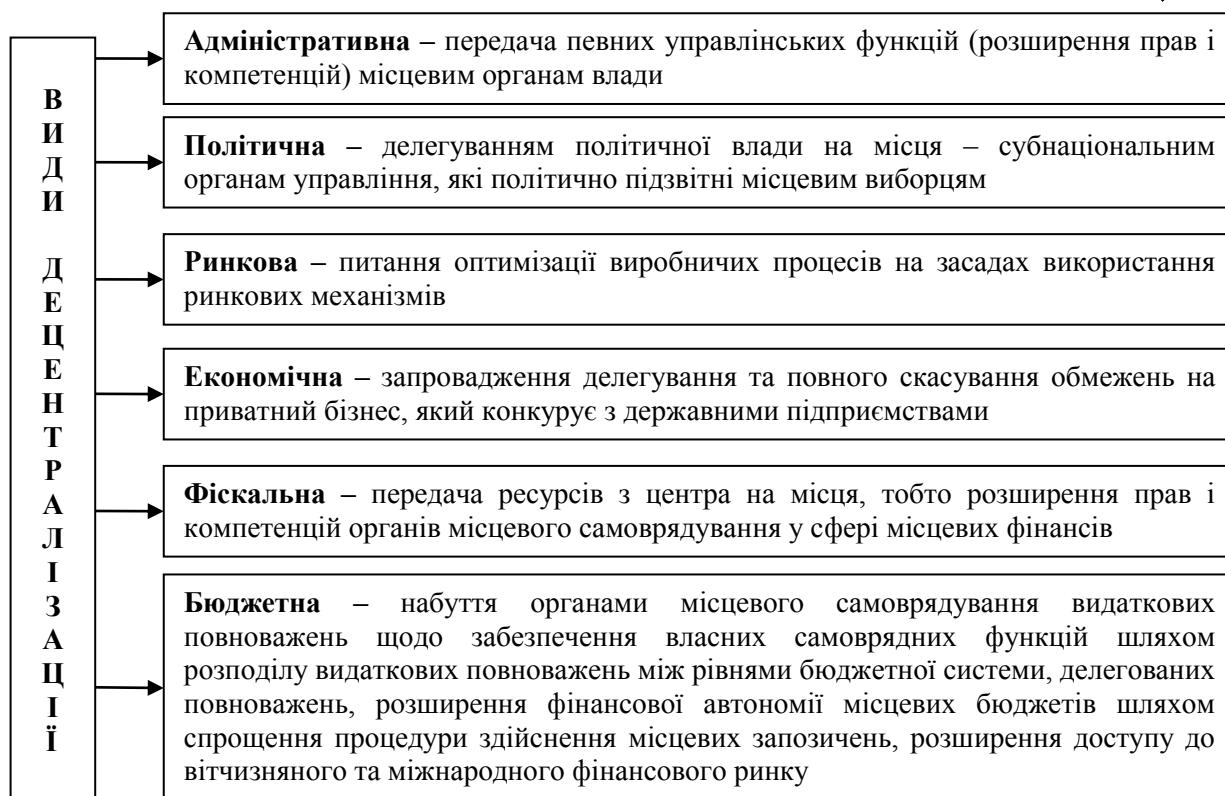 ВИДИ ДЕЦЕНТРАЛІЗАЦІЇ
Адміністративна – передача певних управлінських функцій (розширення прав і
компетенцій) місцевим органам влади
Політична – делегуванням політичної влади на місця – субнаціональним
органам управління, які політично підзвітні місцевим виборцям
Ринкова – питання оптимізації виробничих процесів на засадах використання
ринкових механізмів
Економічна – запровадження делегування та повного скасування обмежень на
приватний бізнес, який конкурує з державними підприємствами
Фіскальна – передача ресурсів з центра на місця, тобто розширення прав і
компетенцій органів місцевого самоврядування у сфері місцевих фінансів
Бюджетна – набуття органами місцевого самоврядування видаткових
повноважень щодо забезпечення власних самоврядних функцій шляхом
розподілу видаткових повноважень між рівнями бюджетної системи, делегованих
повноважень, розширення фінансової автономії місцевих бюджетів шляхом
спрощення процедури здійснення місцевих запозичень, розширення доступу до
вітчизняного та міжнародного фінансового ринку